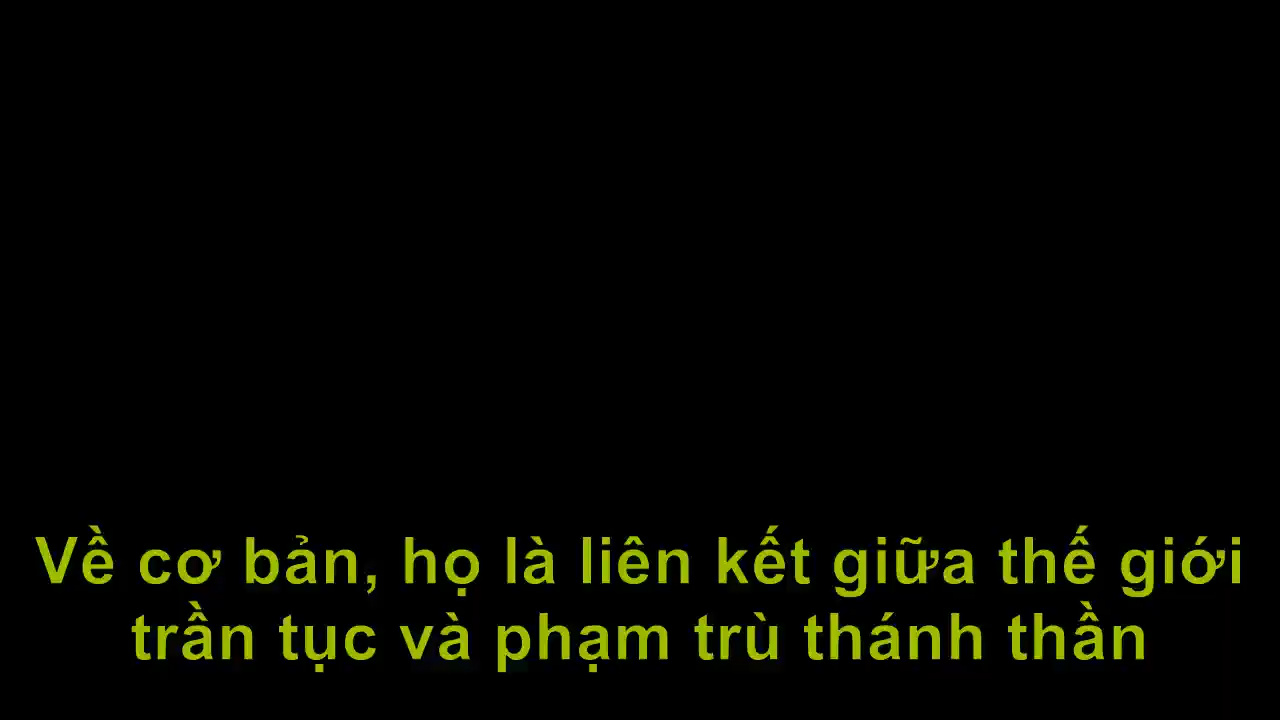 Về cơ bản, họ là liên kết giữa thế giới
trần tục và phạm trù thánh thần